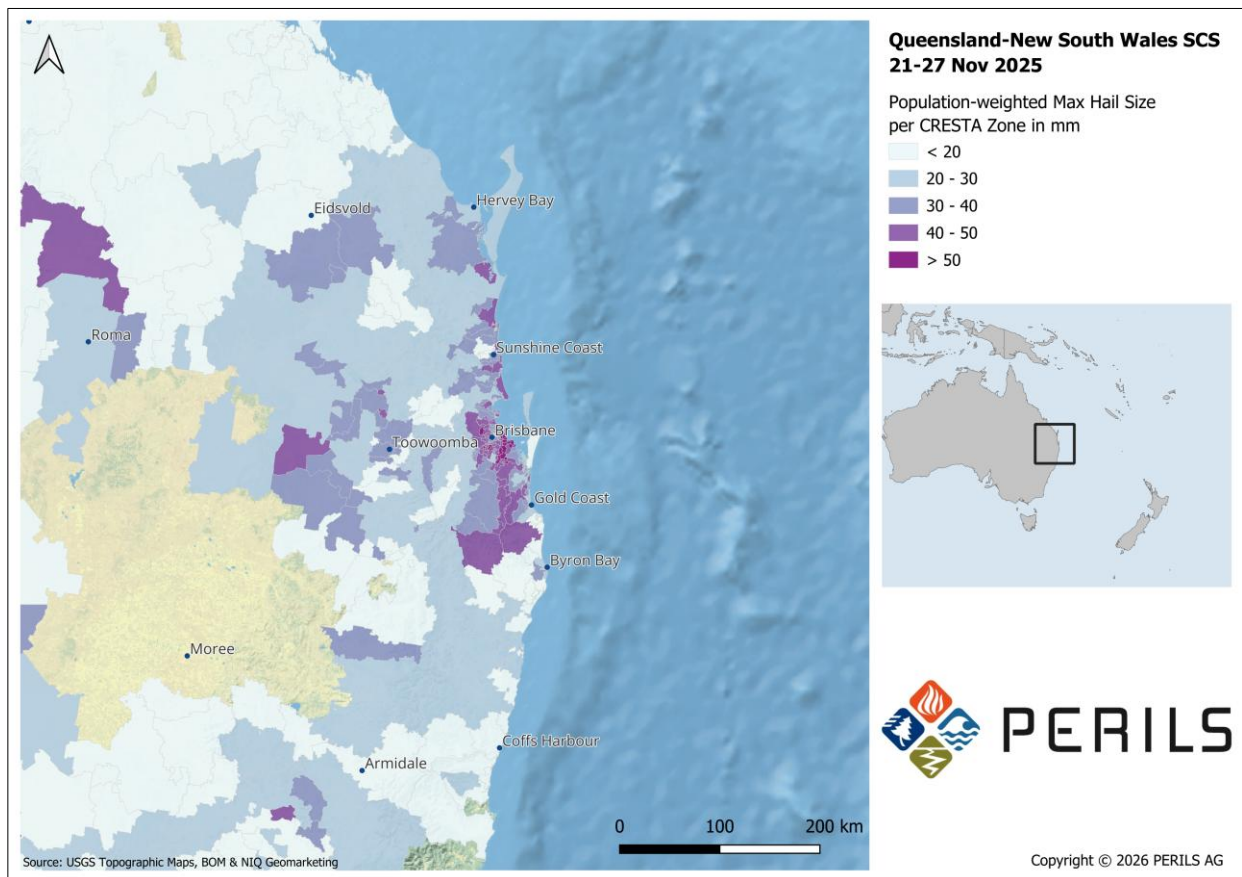 Queensland-New South Wales SCS
21-27 Nov 2025
Population-weighted Max Hail Size
per CRESTA Zone in mm
< 20
20 - 30
30 - 40
40 - 50
> 50
Eidsvold
Hervey Bay
Roma
Sunshine Coast
Brisbane
Toowoomba
Gold Coast
Byron Bay
Moree
Coffs Harbour
Armidale
PERILS
0 100 200 km
Source: USGS Topographic Maps, BOM & NIQ Geomarketing
Copyright © 2026 PERILS AG